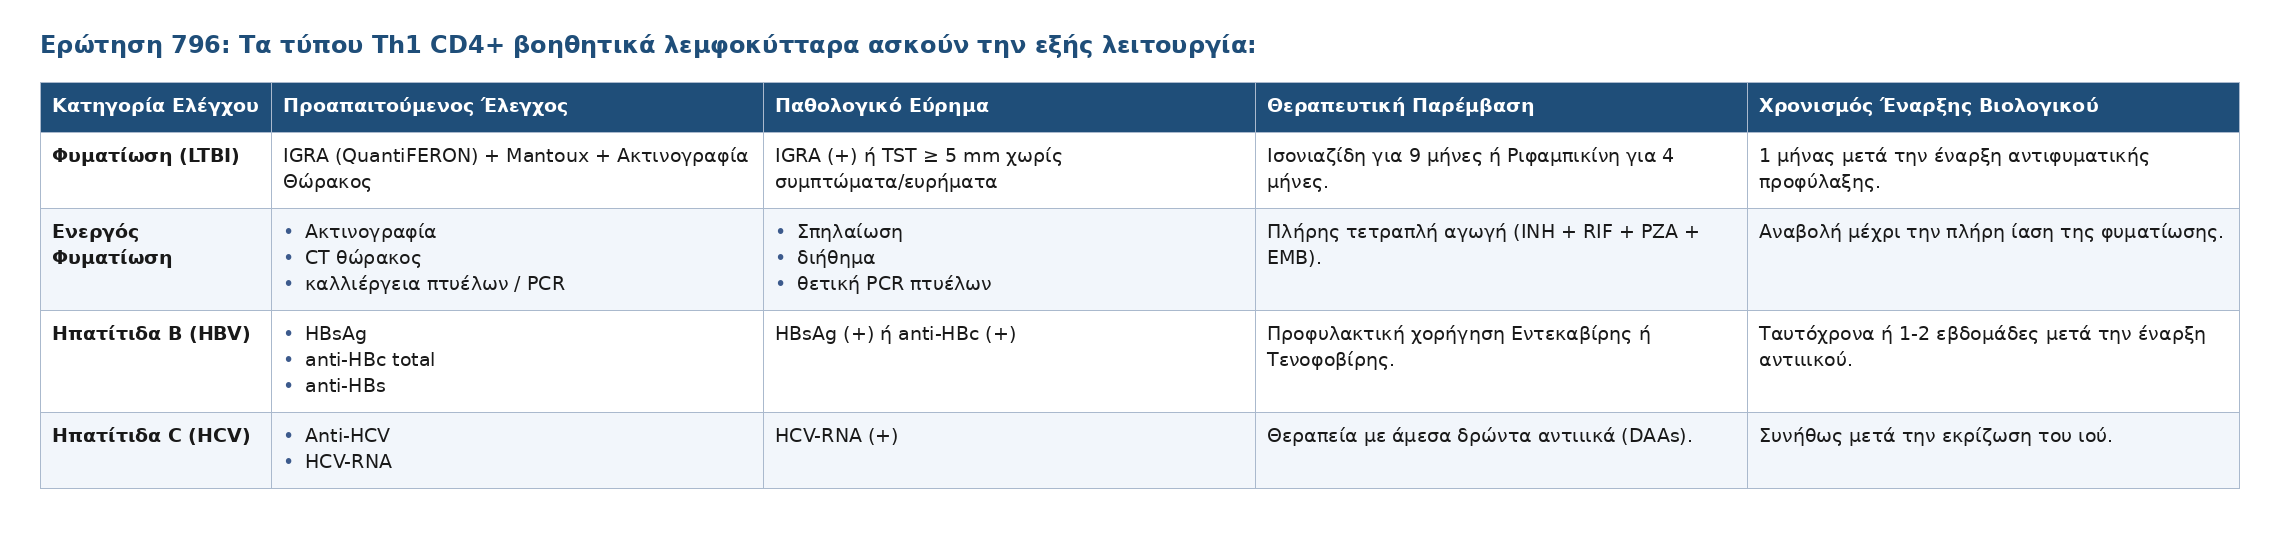 Ερώτηση 796: Τα τύπου Th1 CD4+ βοηθητικά λεμφοκύτταρα ασκούν την εξής λειτουργία:
Κατηγορία Ελέγχου
Προαπαιτούμενος Έλεγχος
Παθολογικό Εύρημα
Θεραπευτική Παρέμβαση
Χρονισμός Έναρξης Βιολογικού
Φυματίωση (LTBI)
IGRA (QuantiFERON) + Mantoux + Ακτινογραφία
Θώρακος
IGRA (+) ή TST ≥ 5 mm χωρίς
συμπτώματα/ευρήματα
Ισονιαζίδη για 9 μήνες ή Ριφαμπικίνη για 4
μήνες.
1 μήνας μετά την έναρξη αντιφυματικής
προφύλαξης.
Ενεργός
Φυματίωση
• Ακτινογραφία
• CT θώρακος
• καλλιέργεια πτυέλων / PCR
• Σπηλαίωση
• διήθημα
• θετική PCR πτυέλων
Πλήρης τετραπλή αγωγή (INH + RIF + PZA +
EMB).
Αναβολή μέχρι την πλήρη ίαση της φυματίωσης.
Ηπατίτιδα B (HBV)
• HBsAg
• anti-HBc total
• anti-HBs
HBsAg (+) ή anti-HBc (+)
Προφυλακτική χορήγηση Εντεκαβίρης ή
Τενοφοβίρης.
Ταυτόχρονα ή 1-2 εβδομάδες μετά την έναρξη
αντιιικού.
Ηπατίτιδα C (HCV)
• Anti-HCV
• HCV-RNA
HCV-RNA (+)
Θεραπεία με άμεσα δρώντα αντιιικά (DAAs).
Συνήθως μετά την εκρίζωση του ιού.